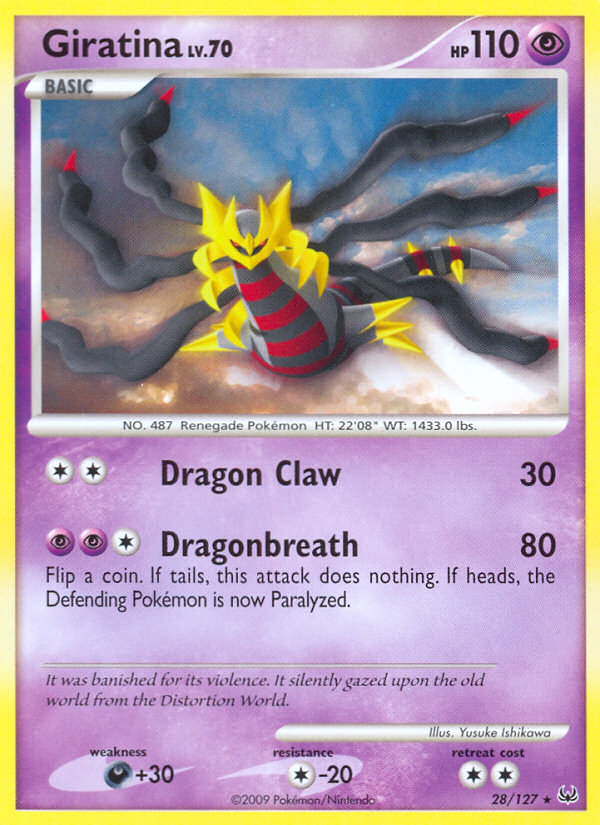 Giratina LV.70 HP 110
BASIC
NO. 487 Renegade Pokémon HT: 22'08" WT: 1433.0 lbs.
Dragon Claw 30
Dragonbreath 80
Flip a coin. If tails, this attack does nothing. If heads, the
Defending Pokémon is now Paralyzed.
It was banished for its violence. It silently gazed upon the old
world from the Distortion World.
Illus. Yusuke Ishikawa
weakness resistance retreat cost
+30 -20
©2009 Pokémon/Nintendo 28/127 ★